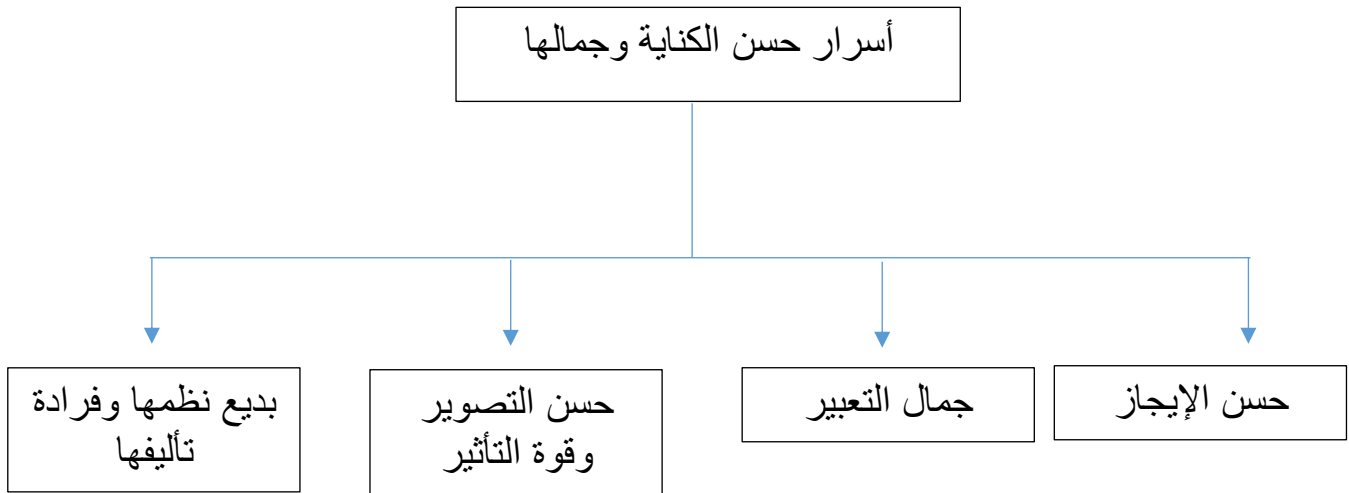 أسرار حسن الكناية وجمالها
حسن الإيجاز
جمال التعبير
حسن التصوير
وقوة التأثير
بديع نظمها وفرادة
تأليفها